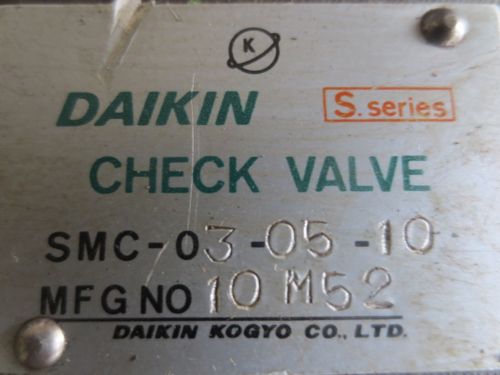 K
DAIKIN S. series
CHECK VALVE
SMC-03-05-10
MFG NO 10 M52
DAIKIN KOGYO CO., LTD.